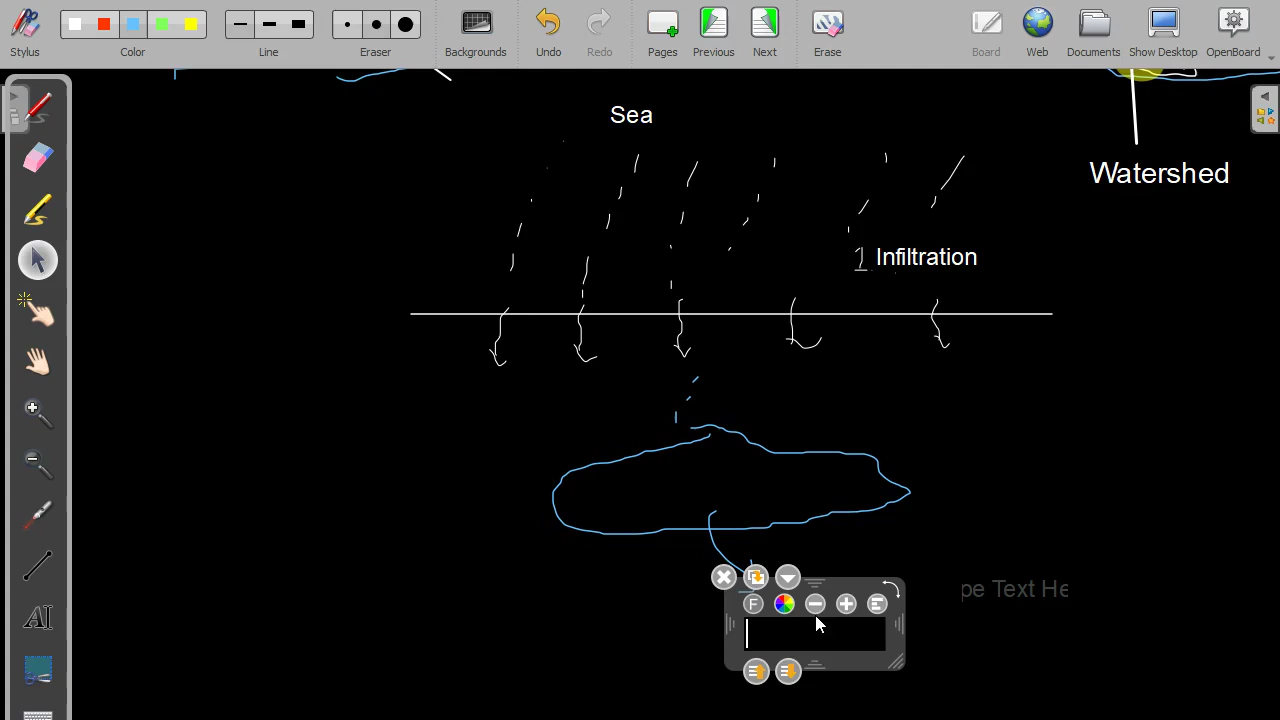 Stylus
Color
Line
Eraser
Backgrounds
Undo
Redo
Pages
Previous
Next
Erase
Board
Web
Documents
Show Desktop
OpenBoard
Sea
Watershed
Infiltration
pe Text He
F
AI